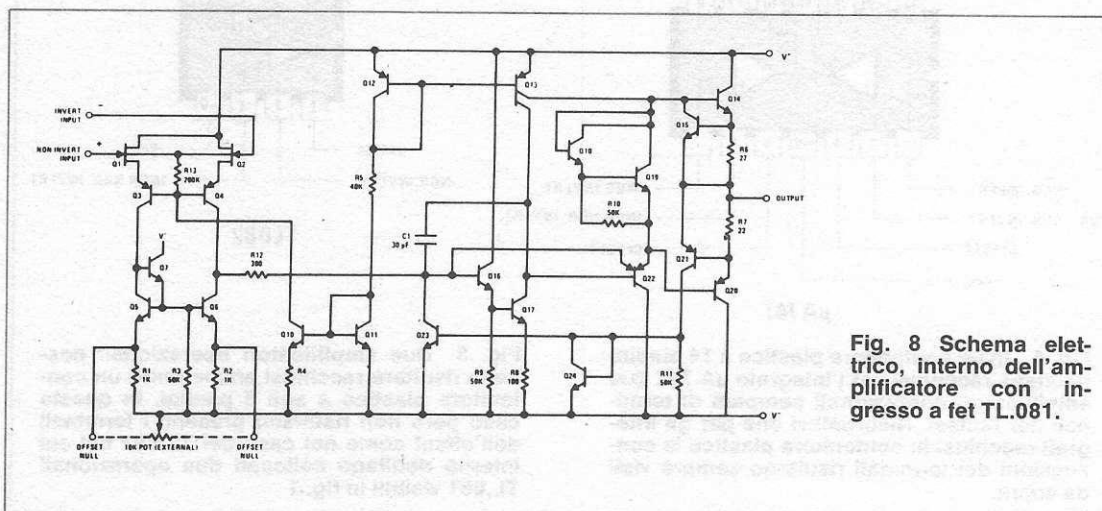 V+
Q12
Q13
Q14
Q15
INVERT
INPUT
-
NON INVERT
INPUT
+
Q1
Q2
R13
200K
Q3
Q4
R5
40K
Q18
Q19
R6
27
R10
50K
OUTPUT
R7
22
C1
30 pF
V-
Q7
R12
200
Q16
Q22
Q21
Q20
Q5
Q6
Q17
Q10
Q11
Q23
Q24
R1
1K
R3
50K
R2
R4
R9
50K
R8
100
R11
50K
V-
OFFSET
NULL
10K POT (EXTERNAL)
OFFSET
NULL
Fig. 8 Schema elet-
trico, interno dell'am-
plificatore con in-
gresso a fet TL.081.